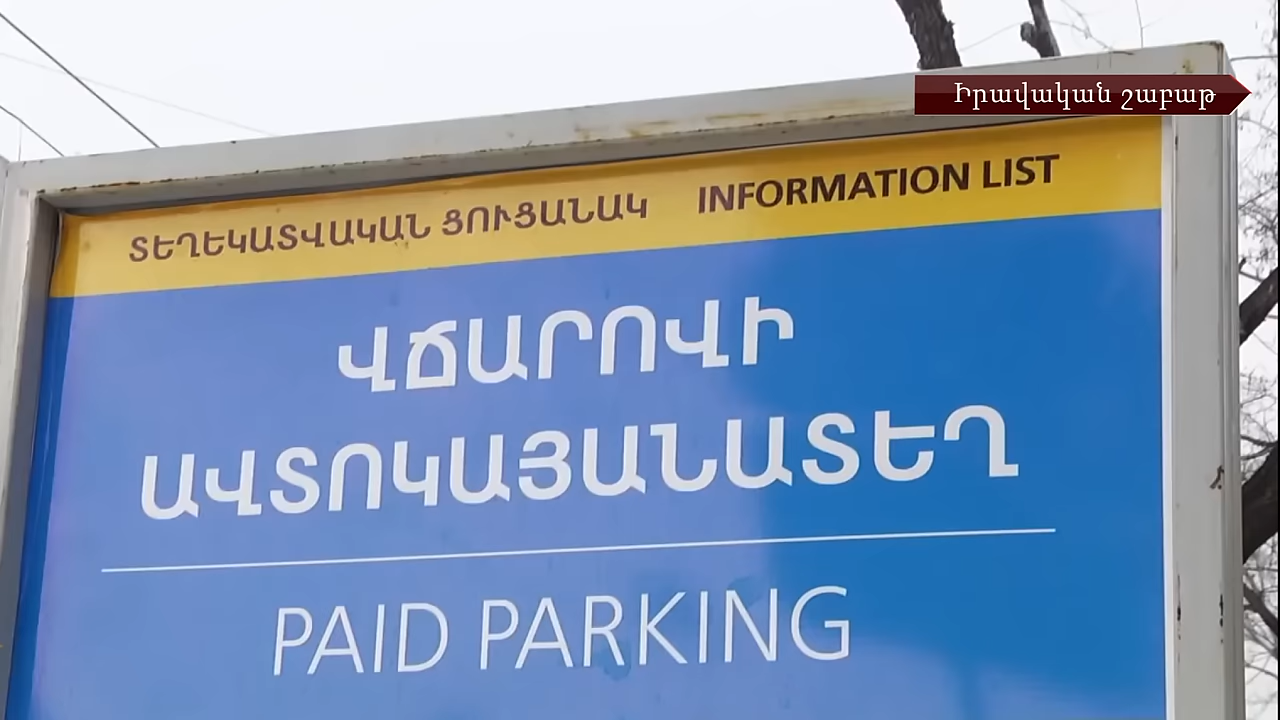 Իրավական շաբաթ
ՏԵՂԵԿԱՏՎԱԿԱՆ ՑՈՒՑԱՆԱԿ INFORMATION LIST
ՎՃԱՐՈՎԻ
ԱՎՏՈԿԱՅԱՆԱՏԵՂ
PAID PARKING